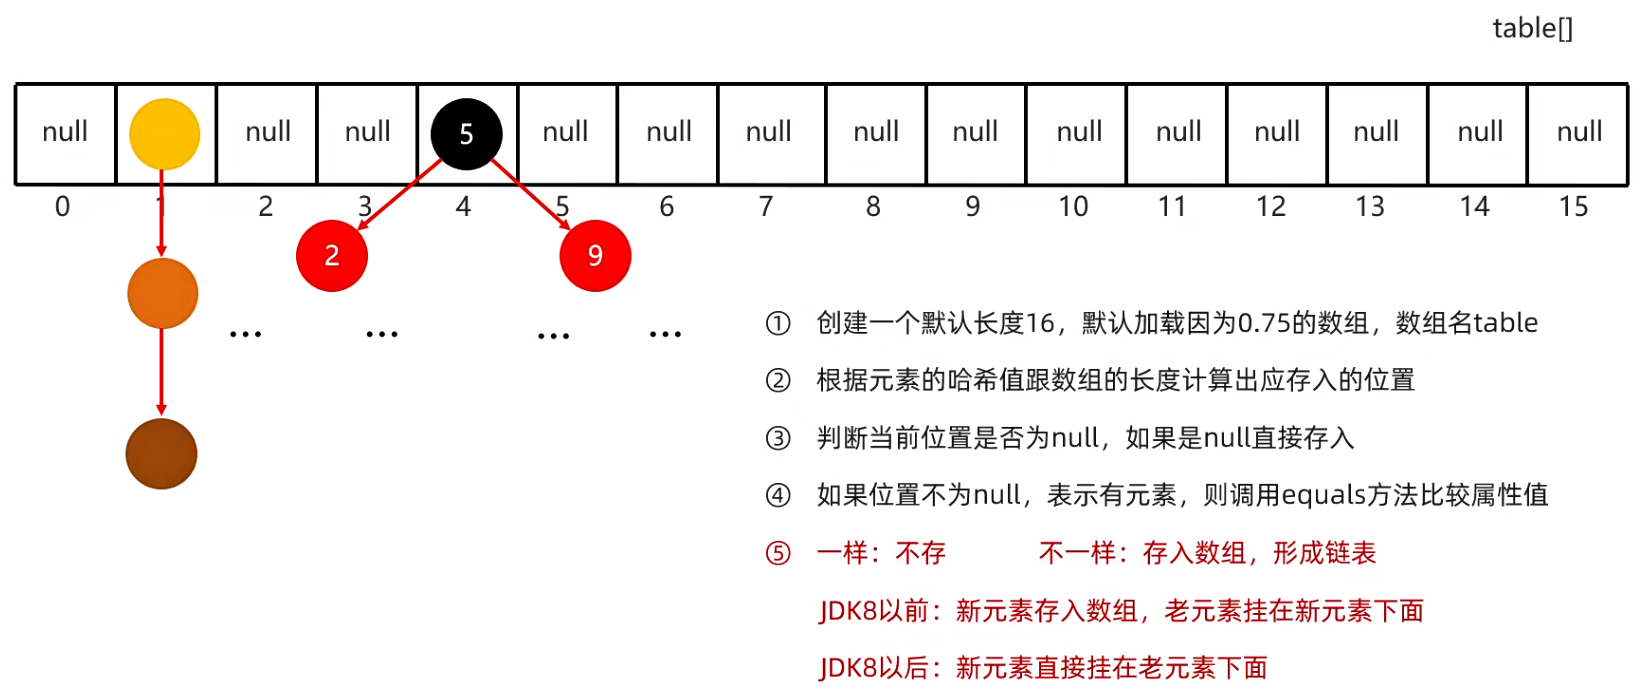 table[]
null null null 5 null null null null null null null null null null null
0 1 2 3 4 5 6 7 8 9 10 11 12 13 14 15
2 9
... ... ... ...
① 创建一个默认长度16，默认加载因为0.75的数组，数组名table
② 根据元素的哈希值跟数组的长度计算出应存入的位置
③ 判断当前位置是否为null，如果是null直接存入
④ 如果位置不为null，表示有元素，则调用equals方法比较属性值
⑤ 一样：不存 不一样：存入数组，形成链表
JDK8以前：新元素存入数组，老元素挂在新元素下面
JDK8以后：新元素直接挂在老元素下面